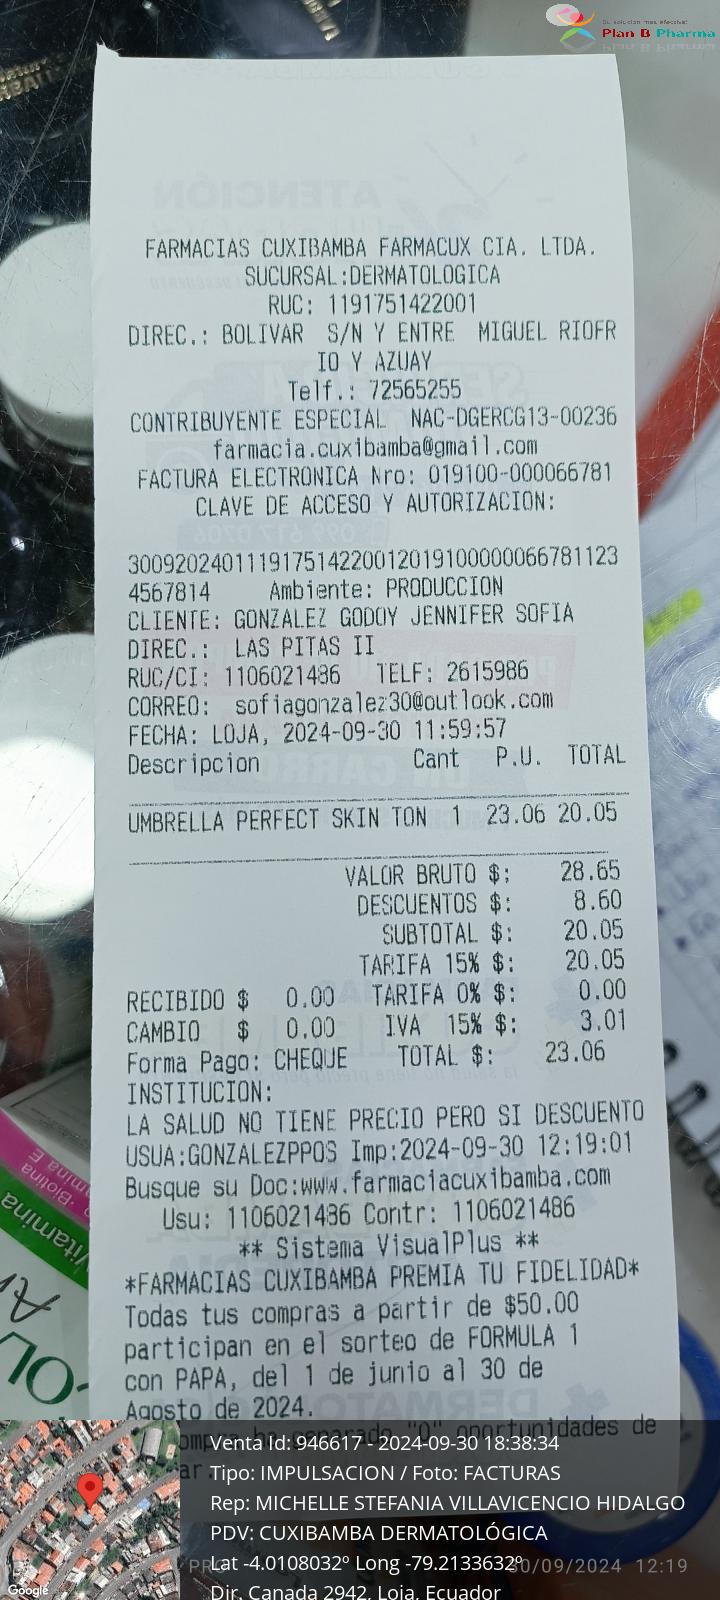 Su solución más efectiva!
Plan B Pharma
FARMACIAS CUXIBAMBA FARMACUX CIA. LTDA.
SUCURSAL:DERMATOLOGICA
RUC: 1191751422001
DIREC.: BOLIVAR S/N Y ENTRE MIGUEL RIOFR
IO Y AZUAY
Telf.: 72565255
CONTRIBUYENTE ESPECIAL NAC-DGERCG13-00236
farmacia.cuxibamba@gmail.com
FACTURA ELECTRONICA Nro: 019100-000066781
CLAVE DE ACCESO Y AUTORIZACION:
300920240111917514220012019100000066781123
4567814 Ambiente: PRODUCCION
CLIENTE: GONZALEZ GODOY JENNIFER SOFIA
DIREC.: LAS PITAS II
RUC/CI: 1106021486 TELF: 2615986
CORREO: sofiagonzalez30@outlook.com
FECHA: LOJA, 2024-09-30 11:59:57
Descripcion Cant P.U. TOTAL
UMBRELLA PERFECT SKIN TON 1 23.06 20.05
VALOR BRUTO $: 28.65
DESCUENTOS $: 8.60
SUBTOTAL $: 20.05
TARIFA 15% $: 20.05
RECIBIDO $ 0.00 TARIFA 0% $: 0.00
CAMBIO $ 0.00 IVA 15% $: 3.01
Forma Pago: CHEQUE TOTAL $: 23.06
INSTITUCION:
LA SALUD NO TIENE PRECIO PERO SI DESCUENTO
USUA:GONZALEZPPOS Imp:2024-09-30 12:19:01
Busque su Doc:www.farmaciacuxibamba.com
Usu: 1106021486 Contr: 1106021486
** Sistema VisualPlus **
*FARMACIAS CUXIBAMBA PREMIA TU FIDELIDAD*
Todas tus compras a partir de $50.00
participan en el sorteo de FORMULA 1
con PAPA, del 1 de junio al 30 de
Agosto de 2024.
ha generado "0" oportunidades de
Venta Id: 946617 - 2024-09-30 18:38:34
Tipo: IMPULSACION / Foto: FACTURAS
Rep: MICHELLE STEFANIA VILLAVICENCIO HIDALGO
PDV: CUXIBAMBA DERMATOLÓGICA
Lat -4.0108032º Long -79.2133632º
30/09/2024 12:19
Dir. Canada 2942, Loja, Ecuador
Google
Biotina
Vitamina